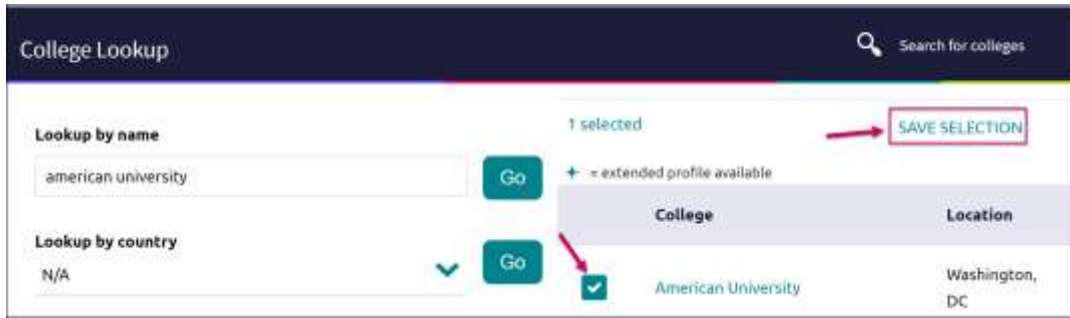 College Lookup
Search for colleges
Lookup by name
american university
Go
Lookup by country
N/A
Go
1 selected
SAVE SELECTION
+ = extended profile available
College Location
American University
Washington,
DC